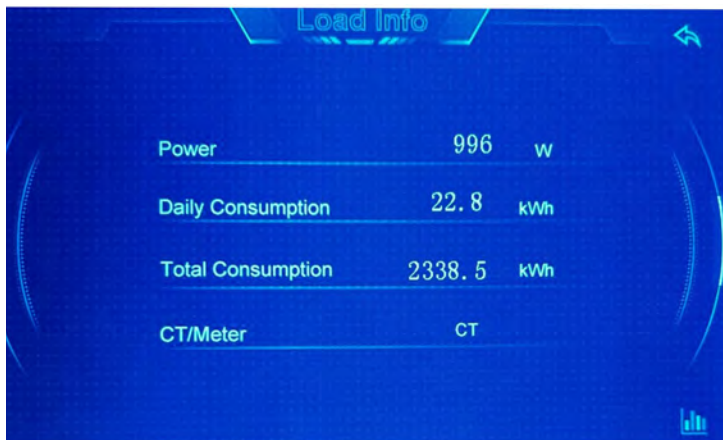 Load Info
Power 996 W
Daily Consumption 22.8 kWh
Total Consumption 2338.5 kWh
CT/Meter CT